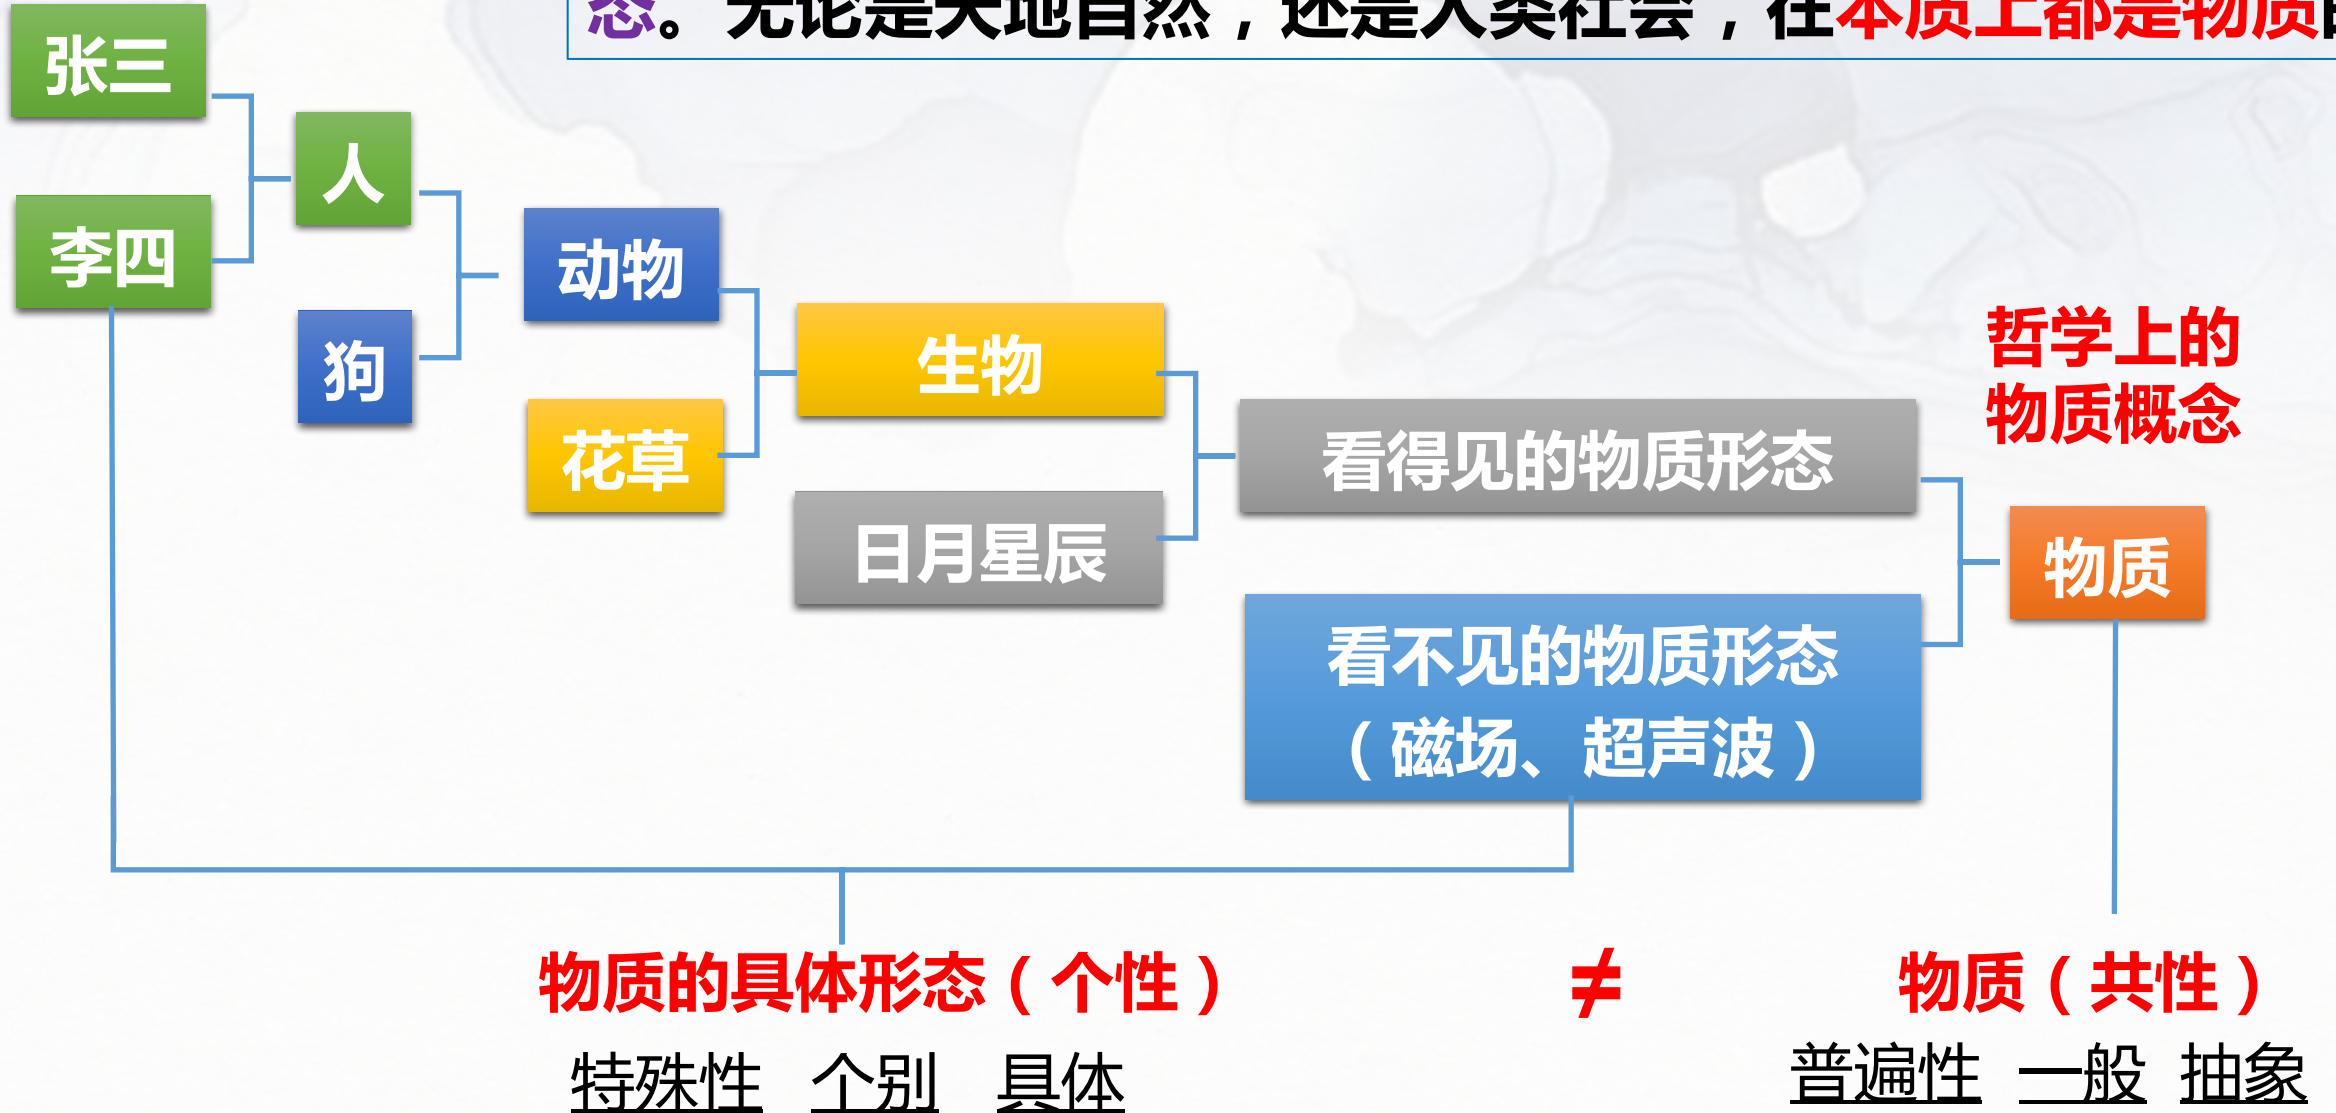 态。无论是天地自然，还是人类社会，在本质上都是物质
张三
人
李四
动物
狗
生物
花草
日月星辰
看得见的物质形态
哲学上的
物质概念
物质
看不见的物质形态
（磁场、超声波）
物质的具体形态（个性） ≠ 物质（共性）
特殊性 个别 具体
普遍性 一般 抽象